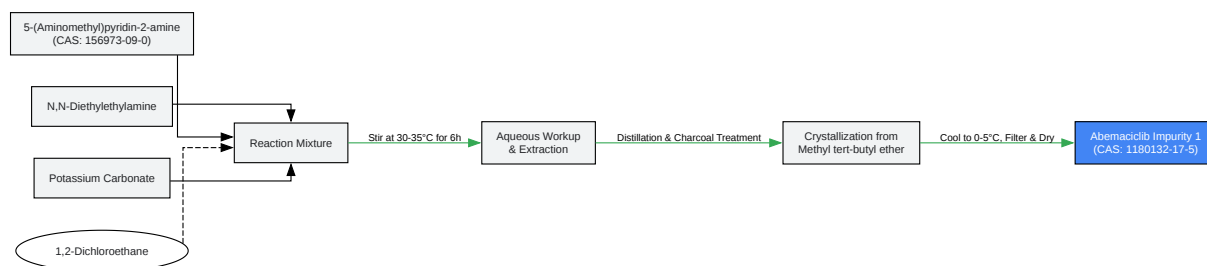 5-(Aminomethyl)pyridin-2-amine
(CAS: 156973-09-0)
N,N-Diethylethylamine
Potassium Carbonate
1,2-Dichloroethane
Reaction Mixture
Stir at 30-35°C for 6h
Aqueous Workup
& Extraction
Distillation & Charcoal Treatment
Crystallization from
Methyl tert-butyl ether
Cool to 0-5°C, Filter & Dry
Abemaciclib Impurity 1
(CAS: 1180132-17-5)